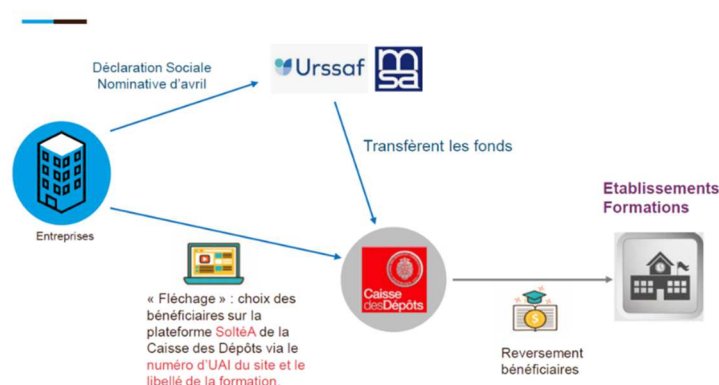 Déclaration Sociale
Nominative d'avril
Urssaf
msa
Transfèrent les fonds
Entreprises
Etablissements
Formations
Caisse
desDépôts
« Fléchage » : choix des
bénéficiaires sur la
plateforme SoltéA de la
Caisse des Dépôts via le
numéro d'UAI du site et le
libellé de la formation.
$
Reversement
bénéficiaires